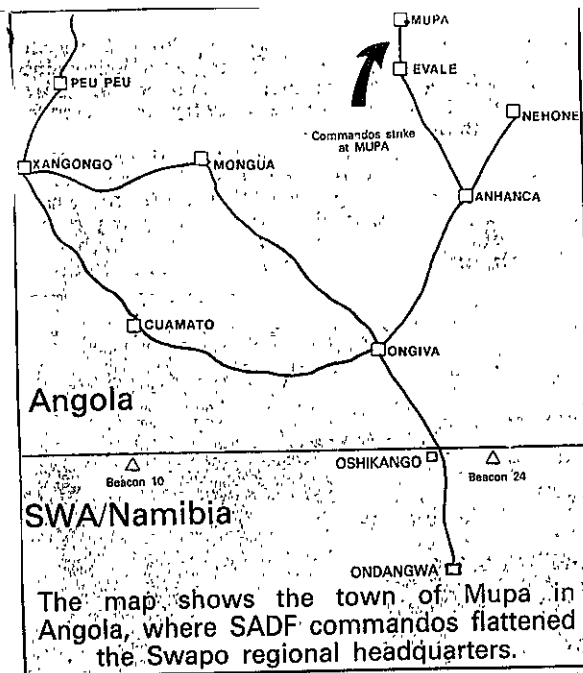 MUPA
PEU PEU
EVALE
NEHONE
Commandos strike
at MUPA
XANGONGO
MONGUA
ANHANCA
CUAMATO
ONGIVA
Angola
OSHIKANGO
Beacon 10
Beacon 24
SWA/Namibia
ONDANGWA
The map shows the town of Mupa in
Angola, where SADF commandos flattened
the Swapo regional headquarters.